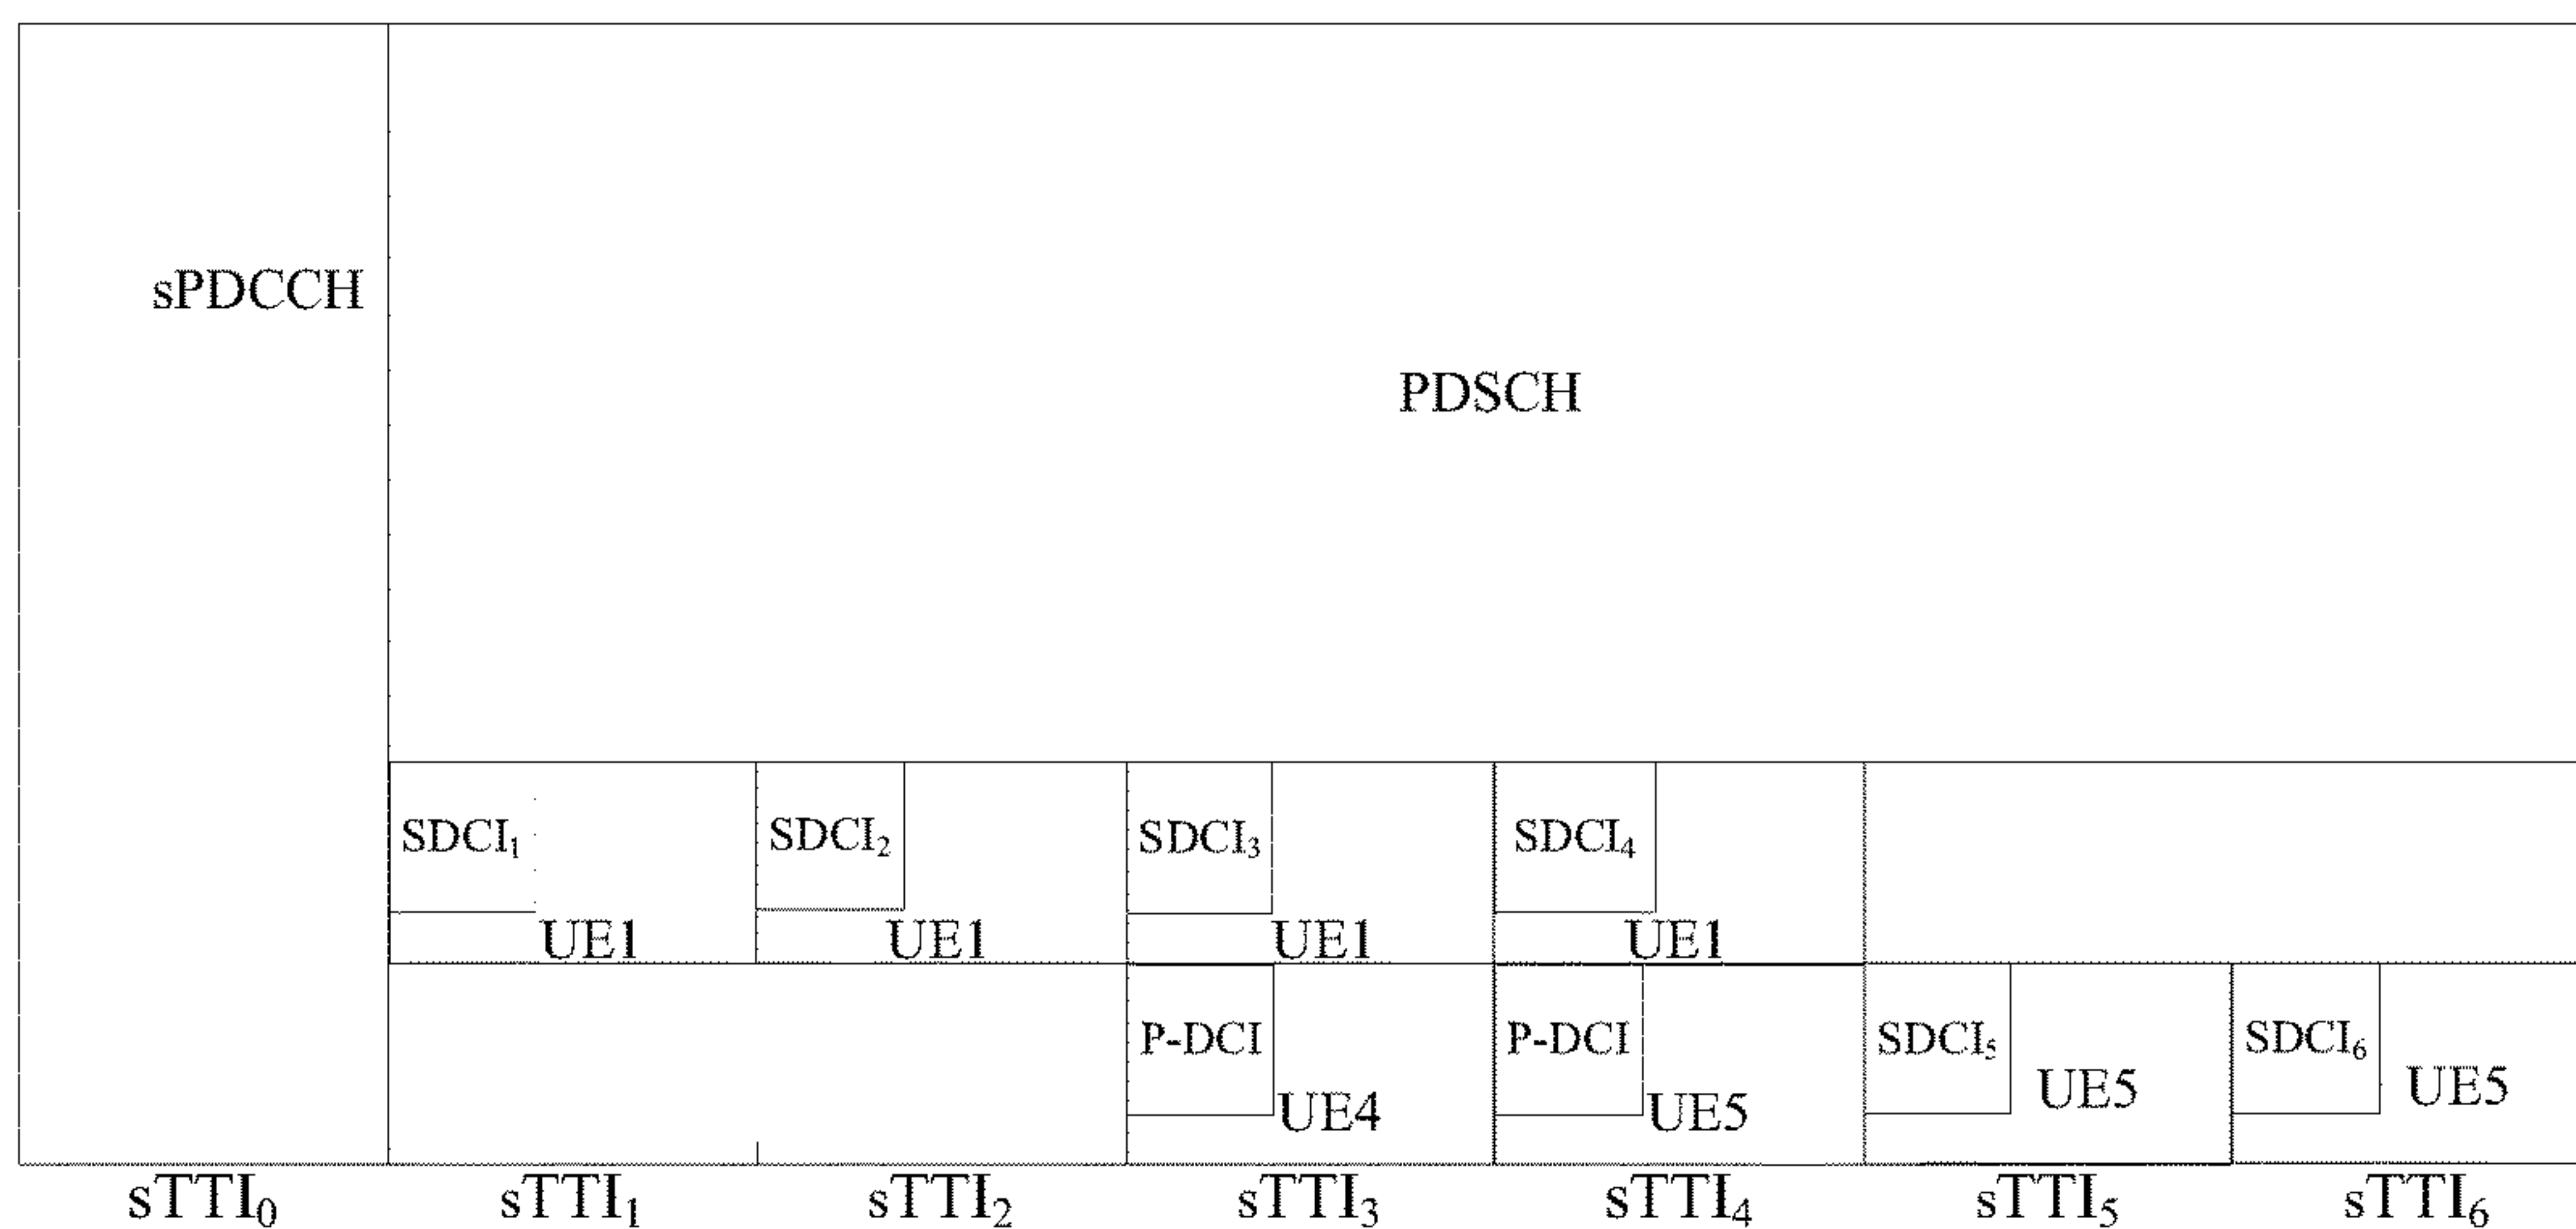 sPDCCH
PDSCH
SDCI₁ SDCI₂ SDCI₃ SDCI₄
UE1 UE1 UE1 UE1
P-DCI P-DCI SDCI₅ SDCI₆
UE4 UE5 UE5 UE5
sTTI₀ sTTI₁ sTTI₂ sTTI₃ sTTI₄ sTTI₅ sTTI₆